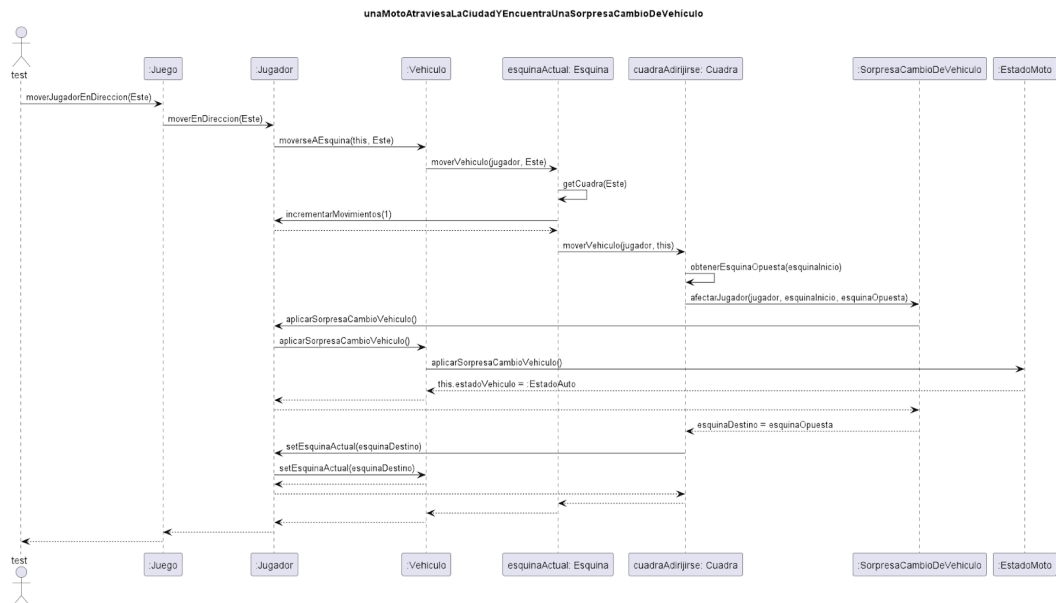 unaMotoAtraviesaLaCiudadYEncuentraUnaSorpresaCambioDeVehículo
test
:Juego
:Jugador
:Vehiculo
esquinaActual: Esquina
cuadraAdirijirse: Cuadra
:SorpresaCambioDeVehiculo
:EstadoMoto
moverJugadorEnDireccion(Este)
moverEnDireccion(Este)
moverseAEsquina(this, Este)
moverVehiculo(jugador, Este)
getCuadra(Este)
incrementarMovimientos(1)
moverVehiculo(jugador, this)
obtenerEsquinaOpuesta(esquinaInicio)
afectarJugador(jugador, esquinaInicio, esquinaOpuesta)
aplicarSorpresaCambioVehiculo()
aplicarSorpresaCambioVehiculo()
aplicarSorpresaCambioVehiculo()
this.estadoVehiculo = :EstadoAuto
esquinaDestino = esquinaOpuesta
setEsquinaActual(esquinaDestino)
setEsquinaActual(esquinaDestino)
test
:Juego
:Jugador
:Vehiculo
esquinaActual: Esquina
cuadraAdirijirse: Cuadra
:SorpresaCambioDeVehiculo
:EstadoMoto